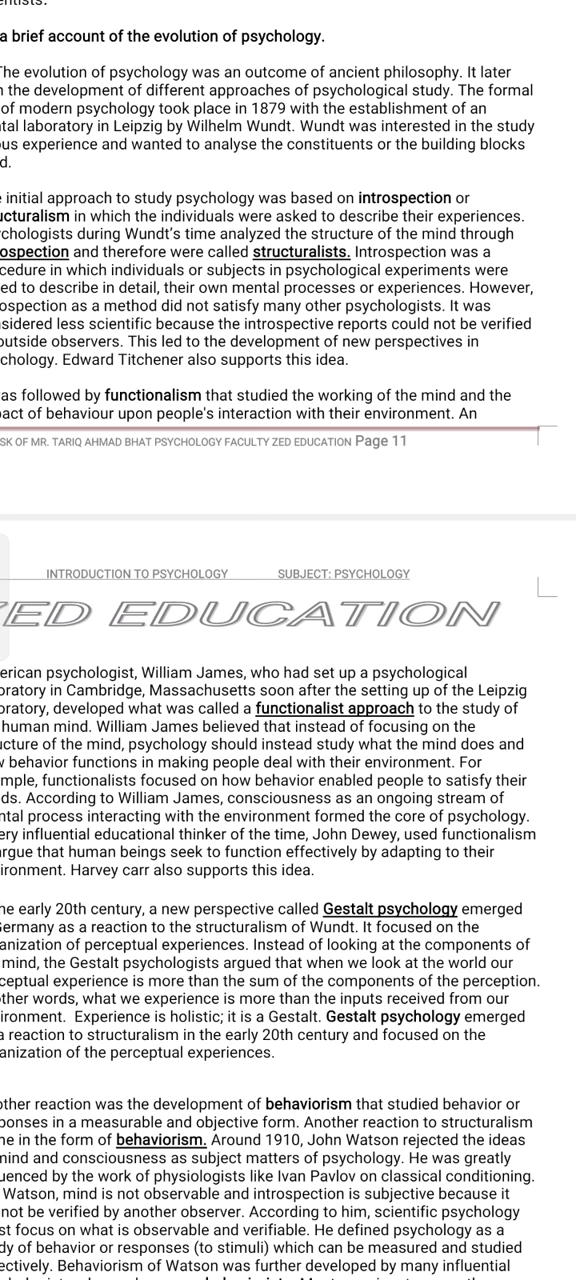 entists.
a brief account of the evolution of psychology.
The evolution of psychology was an outcome of ancient philosophy. It later
n the development of different approaches of psychological study. The formal
of modern psychology took place in 1879 with the establishment of an
ntal laboratory in Leipzig by Wilhelm Wundt. Wundt was interested in the study
ous experience and wanted to analyse the constituents or the building blocks
d.
e initial approach to study psychology was based on introspection or
ucturalism in which the individuals were asked to describe their experiences.
ychologists during Wundt's time analyzed the structure of the mind through
ospection and therefore were called structuralists. Introspection was a
cedure in which individuals or subjects in psychological experiments were
ed to describe in detail, their own mental processes or experiences. However,
ospection as a method did not satisfy many other psychologists. It was
nsidered less scientific because the introspective reports could not be verified
outside observers. This led to the development of new perspectives in
chology. Edward Titchener also supports this idea.
as followed by functionalism that studied the working of the mind and the
pact of behaviour upon people's interaction with their environment. An
SK OF MR. TARIQ AHMAD BHAT PSYCHOLOGY FACULTY ZED EDUCATION Page 11
INTRODUCTION TO PSYCHOLOGY SUBJECT: PSYCHOLOGY
ZED EDUCATION
erican psychologist, William James, who had set up a psychological
oratory in Cambridge, Massachusetts soon after the setting up of the Leipzig
oratory, developed what was called a functionalist approach to the study of
human mind. William James believed that instead of focusing on the
ucture of the mind, psychology should instead study what the mind does and
w behavior functions in making people deal with their environment. For
mple, functionalists focused on how behavior enabled people to satisfy their
ds. According to William James, consciousness as an ongoing stream of
ntal process interacting with the environment formed the core of psychology.
ery influential educational thinker of the time, John Dewey, used functionalism
argue that human beings seek to function effectively by adapting to their
ironment. Harvey carr also supports this idea.
he early 20th century, a new perspective called Gestalt psychology emerged
Germany as a reaction to the structuralism of Wundt. It focused on the
anization of perceptual experiences. Instead of looking at the components of
mind, the Gestalt psychologists argued that when we look at the world our
ceptual experience is more than the sum of the components of the perception.
other words, what we experience is more than the inputs received from our
ironment. Experience is holistic; it is a Gestalt. Gestalt psychology emerged
a reaction to structuralism in the early 20th century and focused on the
anization of the perceptual experiences.
other reaction was the development of behaviorism that studied behavior or
ponses in a measurable and objective form. Another reaction to structuralism
ne in the form of behaviorism. Around 1910, John Watson rejected the ideas
mind and consciousness as subject matters of psychology. He was greatly
uenced by the work of physiologists like Ivan Pavlov on classical conditioning.
Watson, mind is not observable and introspection is subjective because it
not be verified by another observer. According to him, scientific psychology
st focus on what is observable and verifiable. He defined psychology as a
dy of behavior or responses (to stimuli) which can be measured and studied
ectively. Behaviorism of Watson was further developed by many influential